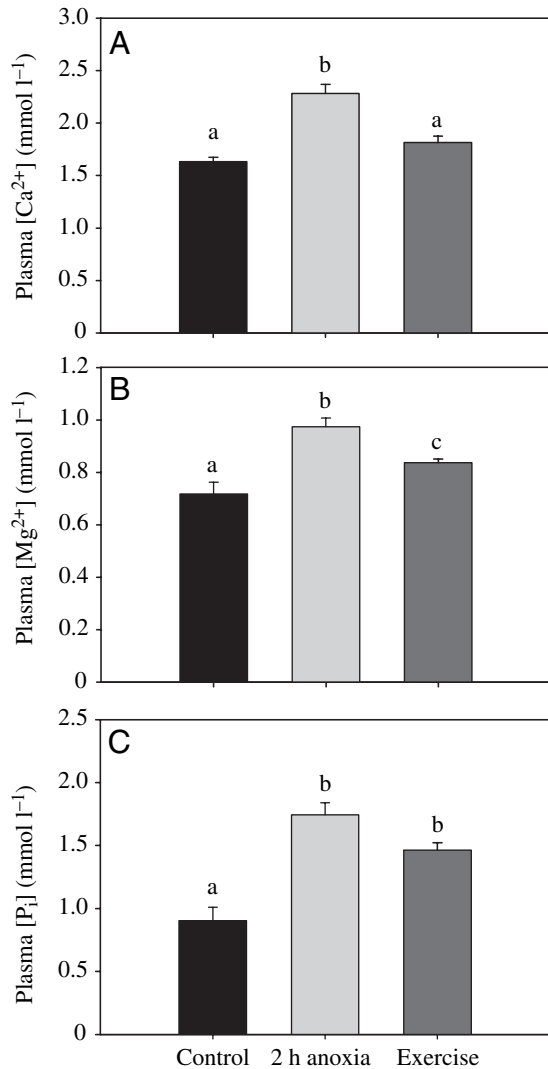 A
Plasma [Ca²⁺] (mmol l⁻¹)
3.0
2.5
2.0
1.5
1.0
0.5
0
a
b
a
B
Plasma [Mg²⁺] (mmol l⁻¹)
1.2
1.0
0.8
0.6
0.4
0.2
0
a
b
c
C
Plasma [Pᵢ] (mmol l⁻¹)
2.5
2.0
1.5
1.0
0.5
0
a
b
b
Control 2 h anoxia Exercise